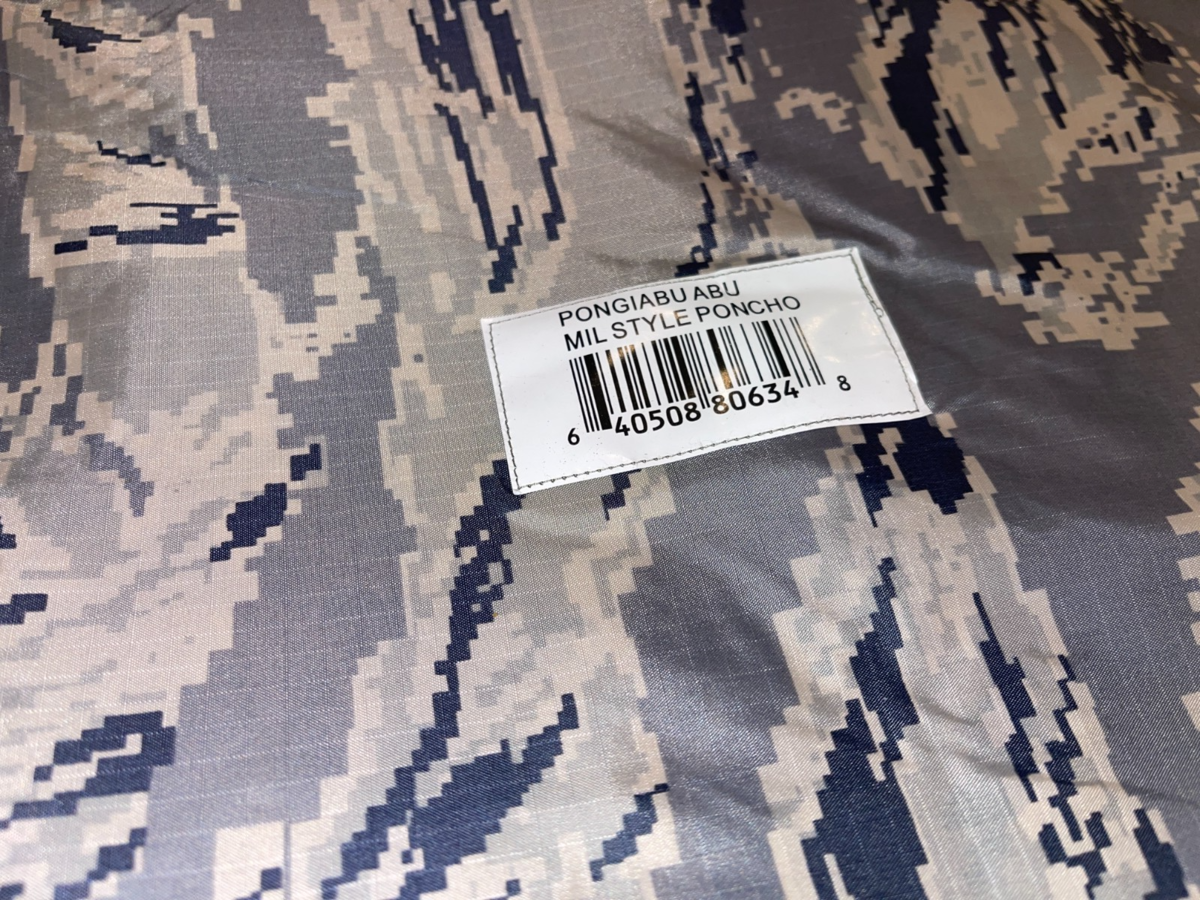 PONGIABU ABU
MIL STYLE PONCHO
6 40508 80634 8